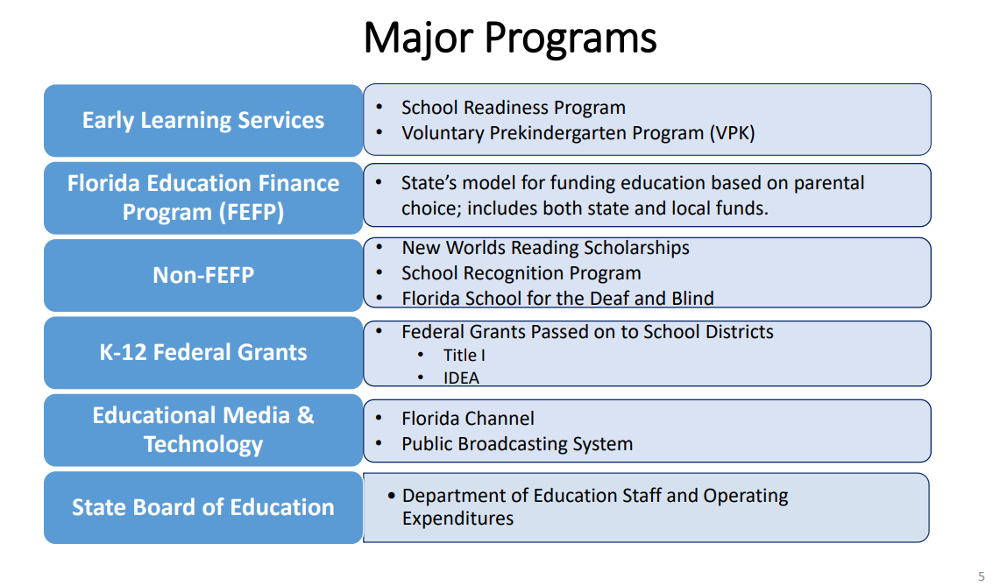 Major Programs
Early Learning Services
• School Readiness Program
• Voluntary Prekindergarten Program (VPK)
Florida Education Finance
Program (FEFP)
• State’s model for funding education based on parental
choice; includes both state and local funds.
Non-FEFP
• New Worlds Reading Scholarships
• School Recognition Program
• Florida School for the Deaf and Blind
K-12 Federal Grants
• Federal Grants Passed on to School Districts
• Title I
• IDEA
Educational Media &
Technology
• Florida Channel
• Public Broadcasting System
State Board of Education
• Department of Education Staff and Operating
Expenditures
5